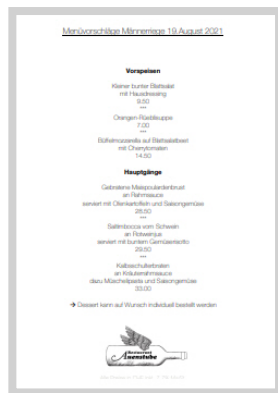 Menüvorschläge Männerriege 19.August 2021
Vorspeisen
Kleiner bunter Blattsalat
mit Hausdressing
9.50
***
Orangen-Rüeblisuppe
7.00
***
Büffelmozzarella auf Blattsalatbeet
mit Cherrytomaten
14.50
Hauptgänge
Gebratene Maispoulardenbrust
an Rahmsauce
serviert mit Ofenkartoffeln und Saisongemüse
28.50
***
Saltimbocca vom Schwein
an Rotweinjus
serviert mit buntem Gemüserisotto
29.50
***
Kalbsschulterbraten
an Kräuterrahmsauce
dazu Müschelipasta und Saisongemüse
33.00
→ Dessert kann auf Wunsch individuell bestellt werden
Restaurant